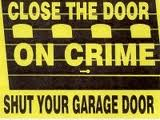 CLOSE THE DOOR
ON CRIME
SHUT YOUR GARAGE DOOR